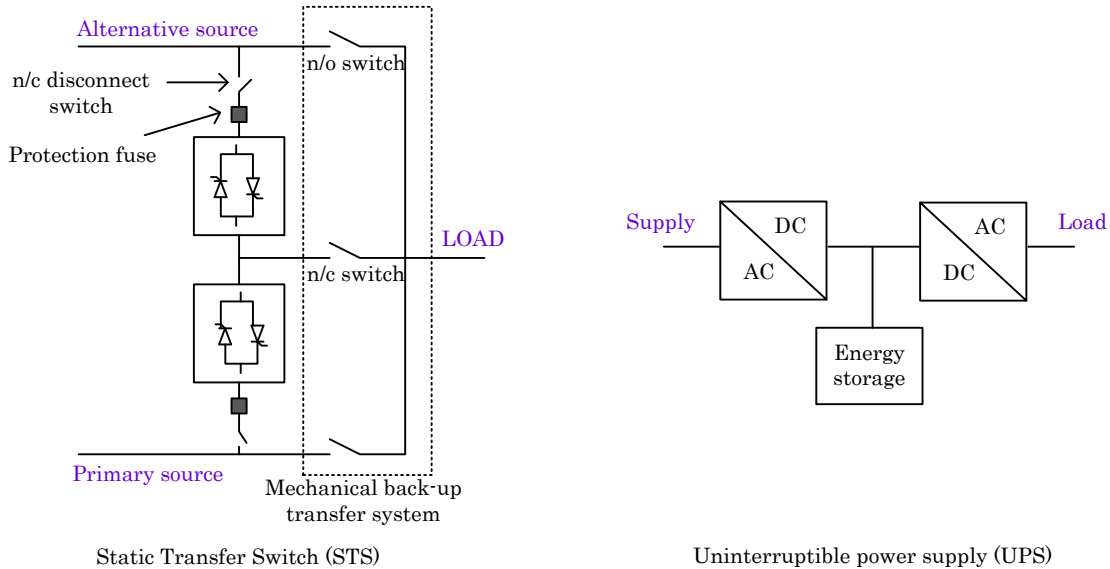 Alternative source
n/o switch
n/c disconnect
switch
Protection fuse
LOAD
n/c switch
Primary source
Mechanical back-up
transfer system
Static Transfer Switch (STS)
Supply
DC
AC
AC
DC
Load
Energy
storage
Uninterruptible power supply (UPS)